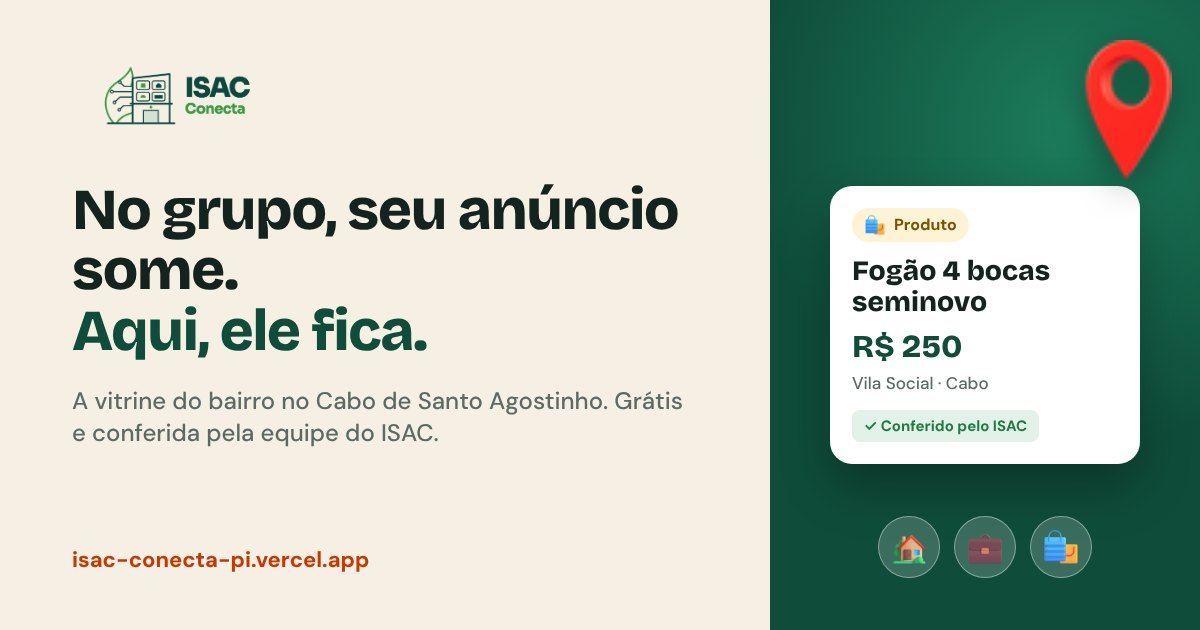 ISAC
Conecta
No grupo, seu anúncio
some.
Aqui, ele fica.
A vitrine do bairro no Cabo de Santo Agostinho. Grátis
e conferida pela equipe do ISAC.
isac-conecta-pi.vercel.app
Produto
Fogão 4 bocas
seminovo
R$ 250
Vila Social · Cabo
✓ Conferido pelo ISAC